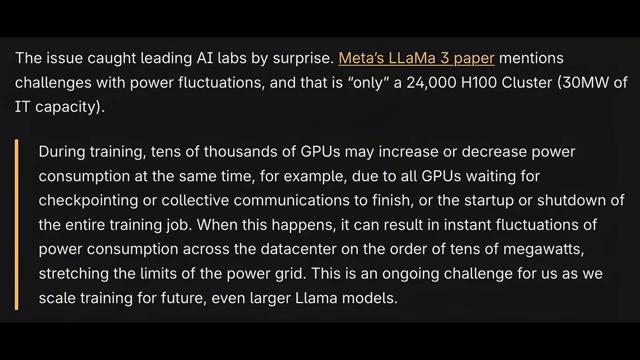 The issue caught leading AI labs by surprise. Meta's LLaMa 3 paper mentions
challenges with power fluctuations, and that is “only” a 24,000 H100 Cluster (30MW of
IT capacity).
During training, tens of thousands of GPUs may increase or decrease power
consumption at the same time, for example, due to all GPUs waiting for
checkpointing or collective communications to finish, or the startup or shutdown of
the entire training job. When this happens, it can result in instant fluctuations of
power consumption across the datacenter on the order of tens of megawatts,
stretching the limits of the power grid. This is an ongoing challenge for us as we
scale training for future, even larger Llama models.